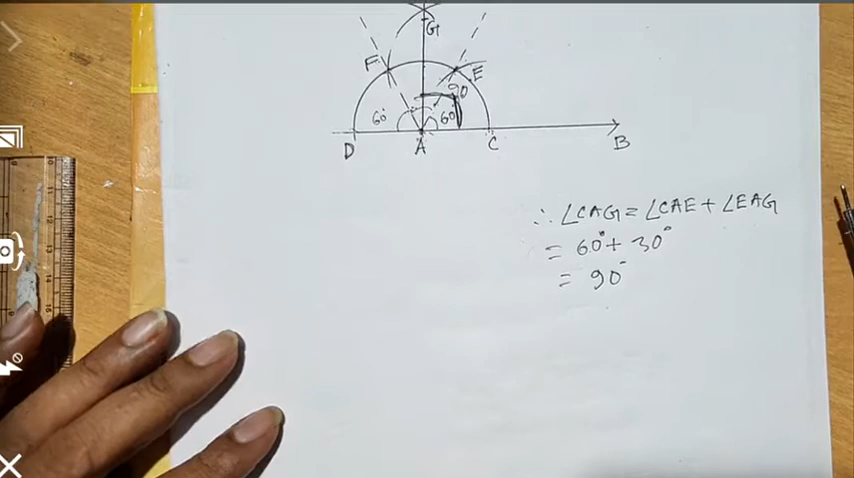 G
F
E
90
60°
60°
D
A
C
B
∴ ∠CAG = ∠CAE + ∠EAG
= 60° + 30°
= 90°